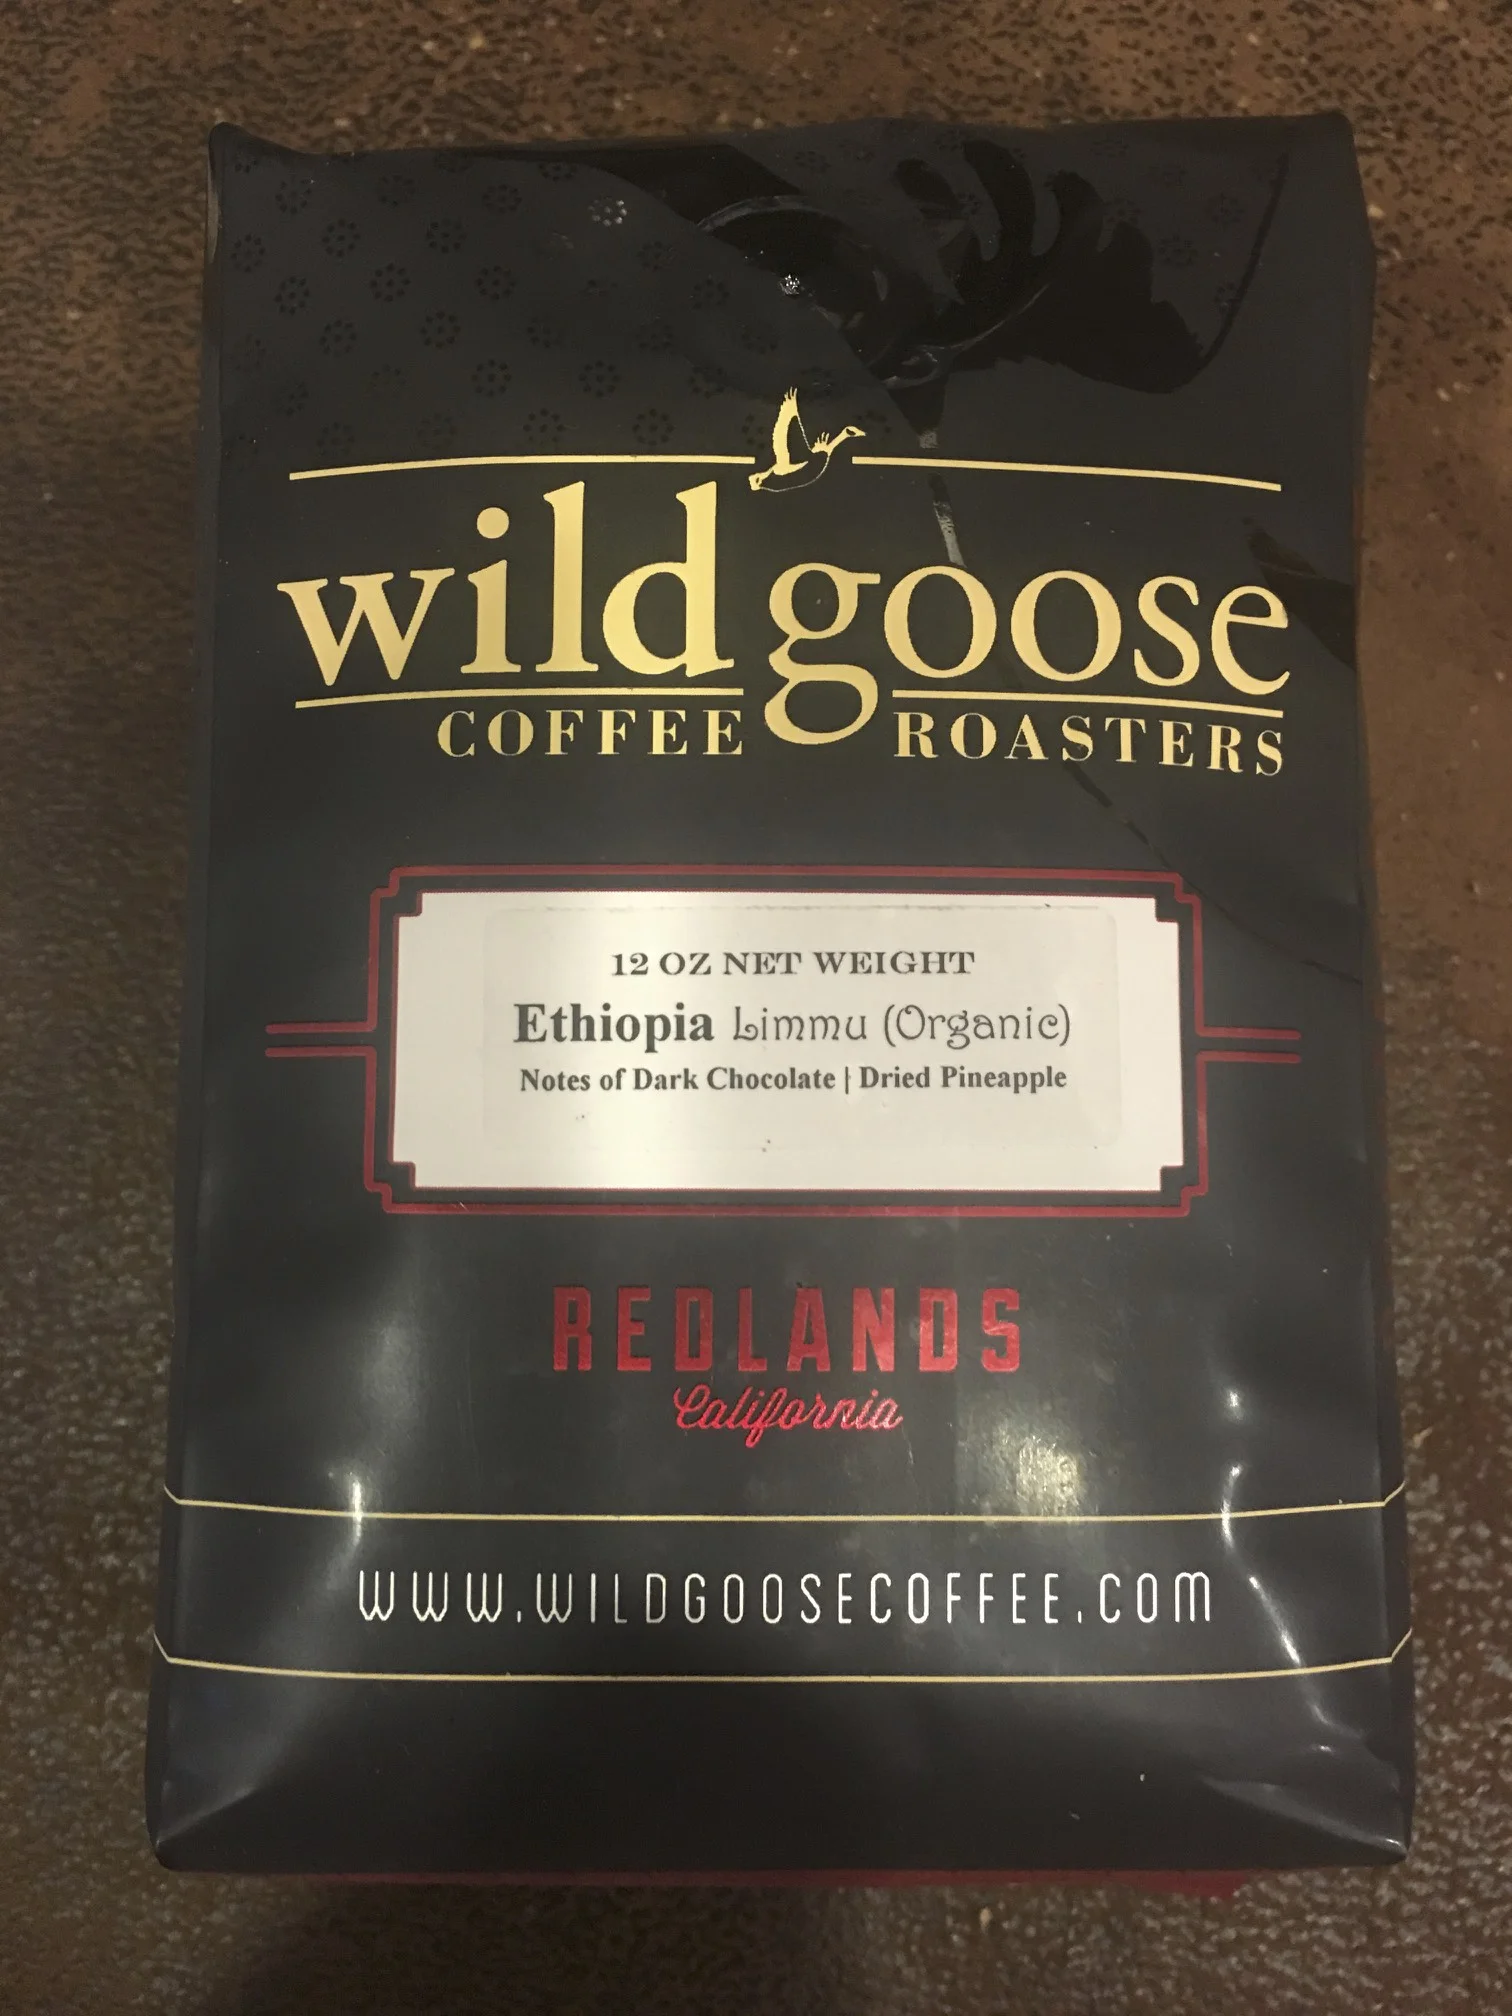 wild goose
COFFEE ROASTERS
12 OZ NET WEIGHT
Ethiopia Limmu (Organic)
Notes of Dark Chocolate | Dried Pineapple
REDLANDS
California
WWW.WILDGOOSECOFFEE.COM